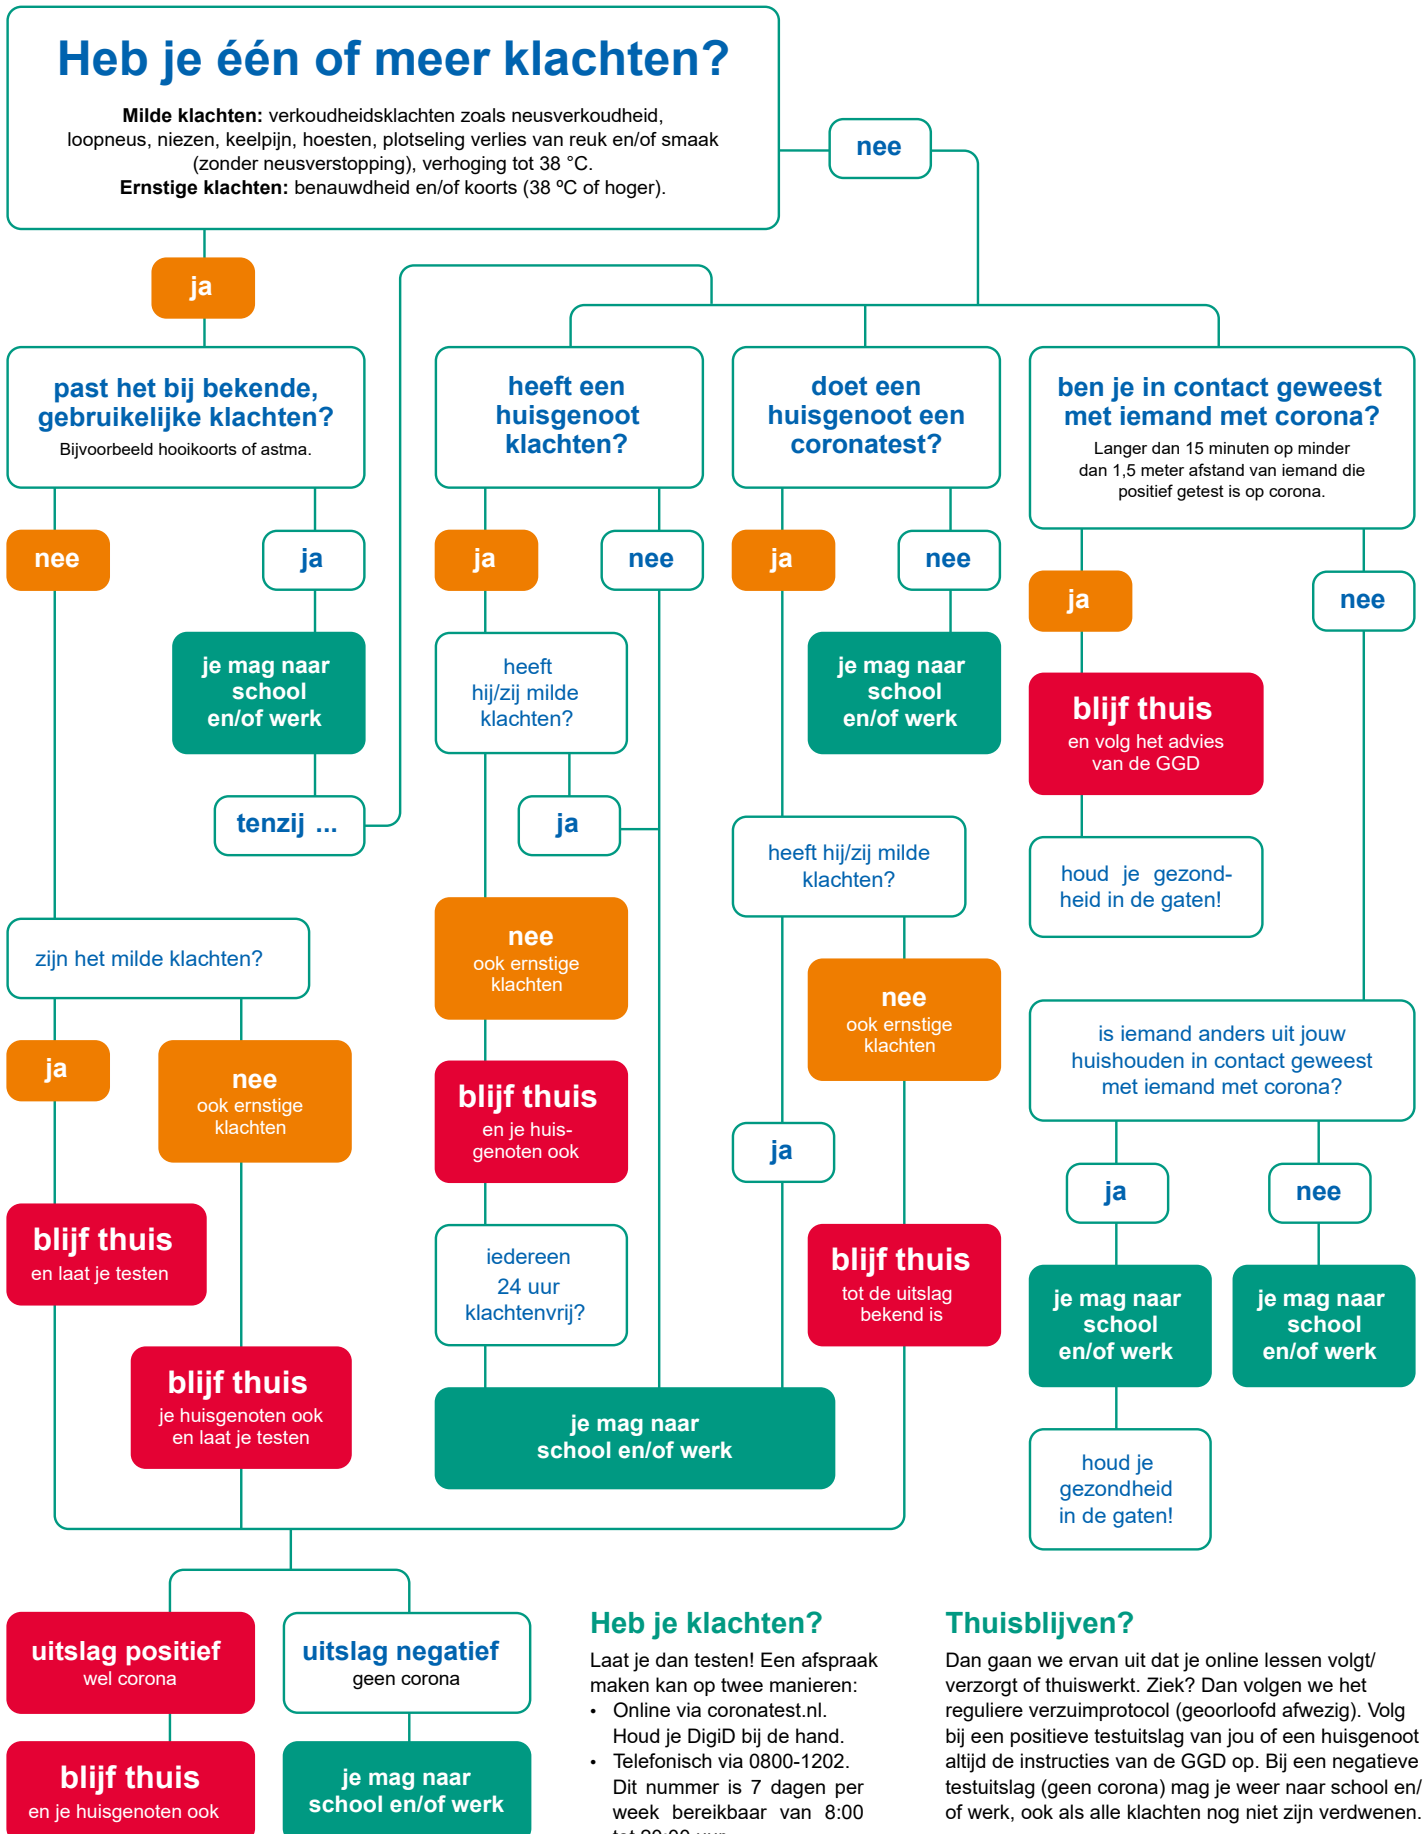 Heb je één of meer klachten?
Milde klachten: verkoudheidsklachten zoals neusverkoudheid,
loopneus, niezen, keelpijn, hoesten, plotseling verlies van reuk en/of smaak
(zonder neusverstopping), verhoging tot 38 °C.
Ernstige klachten: benauwdheid en/of koorts (38 ºC of hoger).
nee
ja
past het bij bekende,
gebruikelijke klachten?
Bijvoorbeeld hooikoorts of astma.
heeft een
huisgenoot
klachten?
doet een
huisgenoot een
coronatest?
ben je in contact geweest
met iemand met corona?
Langer dan 15 minuten op minder
dan 1,5 meter afstand van iemand die
positief getest is op corona.
nee
ja
ja
nee
ja
nee
ja
nee
je mag naar
school
en/of werk
heeft
hij/zij milde
klachten?
je mag naar
school
en/of werk
blijf thuis
en volg het advies
van de GGD
tenzij ...
ja
heeft hij/zij milde
klachten?
houd je gezond-
heid in de gaten!
zijn het milde klachten?
nee
ook ernstige
klachten
nee
ook ernstige
klachten
is iemand anders uit jouw
huishouden in contact geweest
met iemand met corona?
ja
nee
ook ernstige
klachten
blijf thuis
en je huis-
genoten ook
ja
ja
nee
blijf thuis
en laat je testen
iedereen
24 uur
klachtenvrij?
blijf thuis
tot de uitslag
bekend is
je mag naar
school
en/of werk
je mag naar
school
en/of werk
blijf thuis
je huisgenoten ook
en laat je testen
je mag naar
school en/of werk
houd je
gezondheid
in de gaten!
uitslag positief
wel corona
uitslag negatief
geen corona
blijf thuis
en je huisgenoten ook
je mag naar
school en/of werk
Heb je klachten?
Laat je dan testen! Een afspraak
maken kan op twee manieren:
• Online via coronatest.nl.
Houd je DigiD bij de hand.
• Telefonisch via 0800-1202.
Dit nummer is 7 dagen per
week bereikbaar van 8:00
tot 20:00 uur
Thuisblijven?
Dan gaan we ervan uit dat je online lessen volgt/
verzorgt of thuiswerkt. Ziek? Dan volgen we het
reguliere verzuimprotocol (georloofd afwezig). Volg
bij een positieve testuitslag van jou of een huisgenoot
altijd de instructies van de GGD op. Bij een negatieve
testuitslag (geen corona) mag je weer naar school en/
of werk, ook als alle klachten nog niet zijn verdwenen.